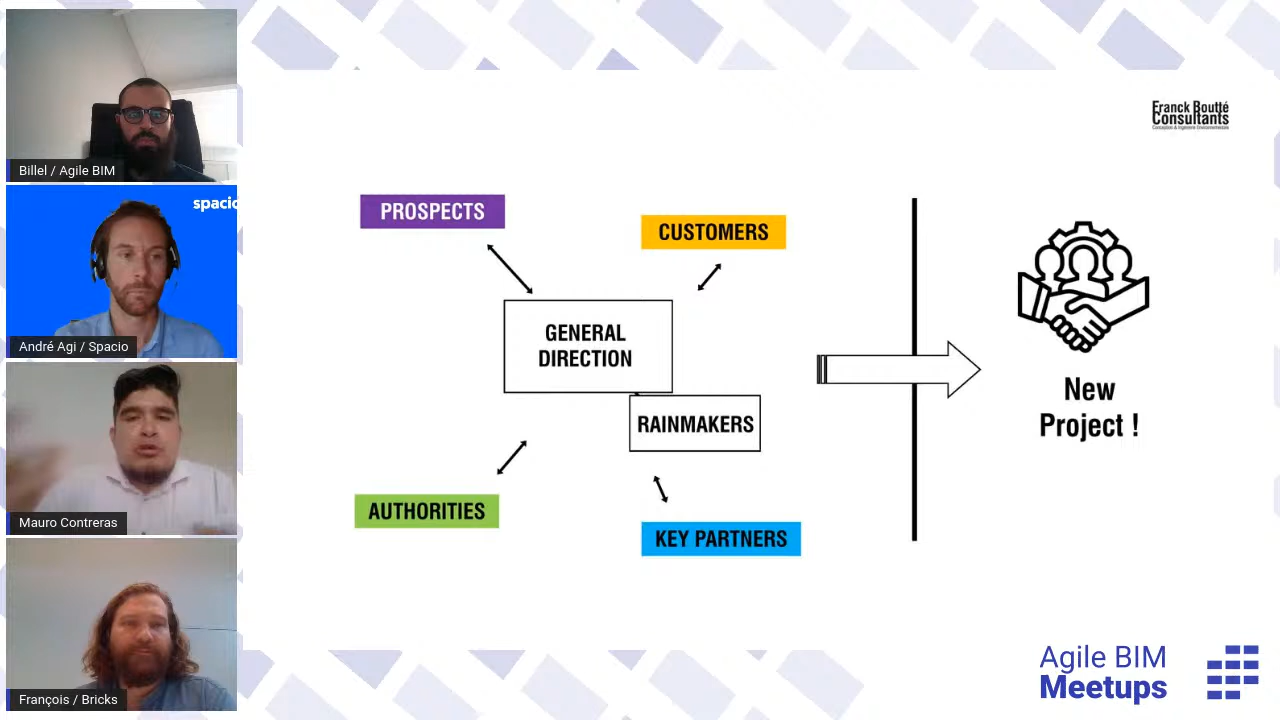 Billel / Agile BIM
spacio
André Agi / Spacio
Mauro Contreras
François / Bricks
Franck Boutté
Consultants
PROSPECTS
CUSTOMERS
GENERAL
DIRECTION
RAINMAKERS
AUTHORITIES
KEY PARTNERS
New
Project !
Agile BIM
Meetups